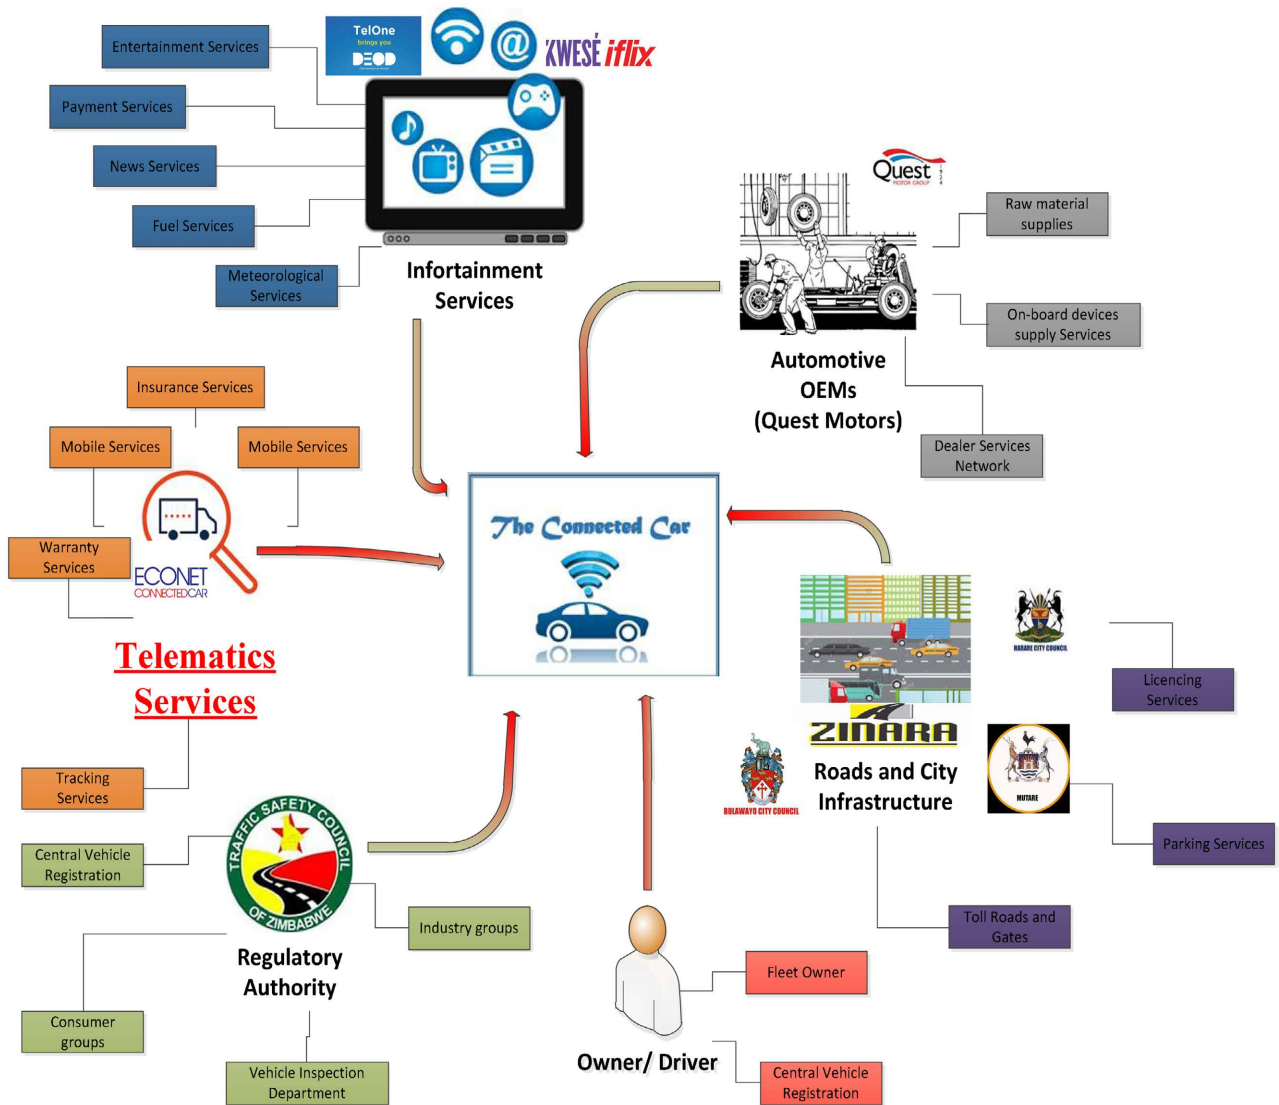 Entertainment Services
Payment Services
News Services
Fuel Services
Meteorological
Services
TelOne
brings you
DEOD
@
KWESÉ iflix
Infortainment
Services
Quest
MOTOR GROUP
1924
Raw material
supplies
On-board devices
supply Services
Dealer Services
Network
Automotive
OEMs
(Quest Motors)
Insurance Services
Mobile Services
Mobile Services
Warranty
Services
ECONET
CONNECTEDCAR
Telematics
Services
Tracking
Services
The Connected Car
HARARE CITY COUNCIL
Licencing
Services
ZINARA
BULAWAYO CITY COUNCIL
Roads and City
Infrastructure
MUTARE
Parking Services
Toll Roads and
Gates
TRAFFIC SAFETY COUNCIL
OF ZIMBABWE
Central Vehicle
Registration
Industry groups
Regulatory
Authority
Consumer
groups
Vehicle Inspection
Department
Owner/ Driver
Fleet Owner
Central Vehicle
Registration